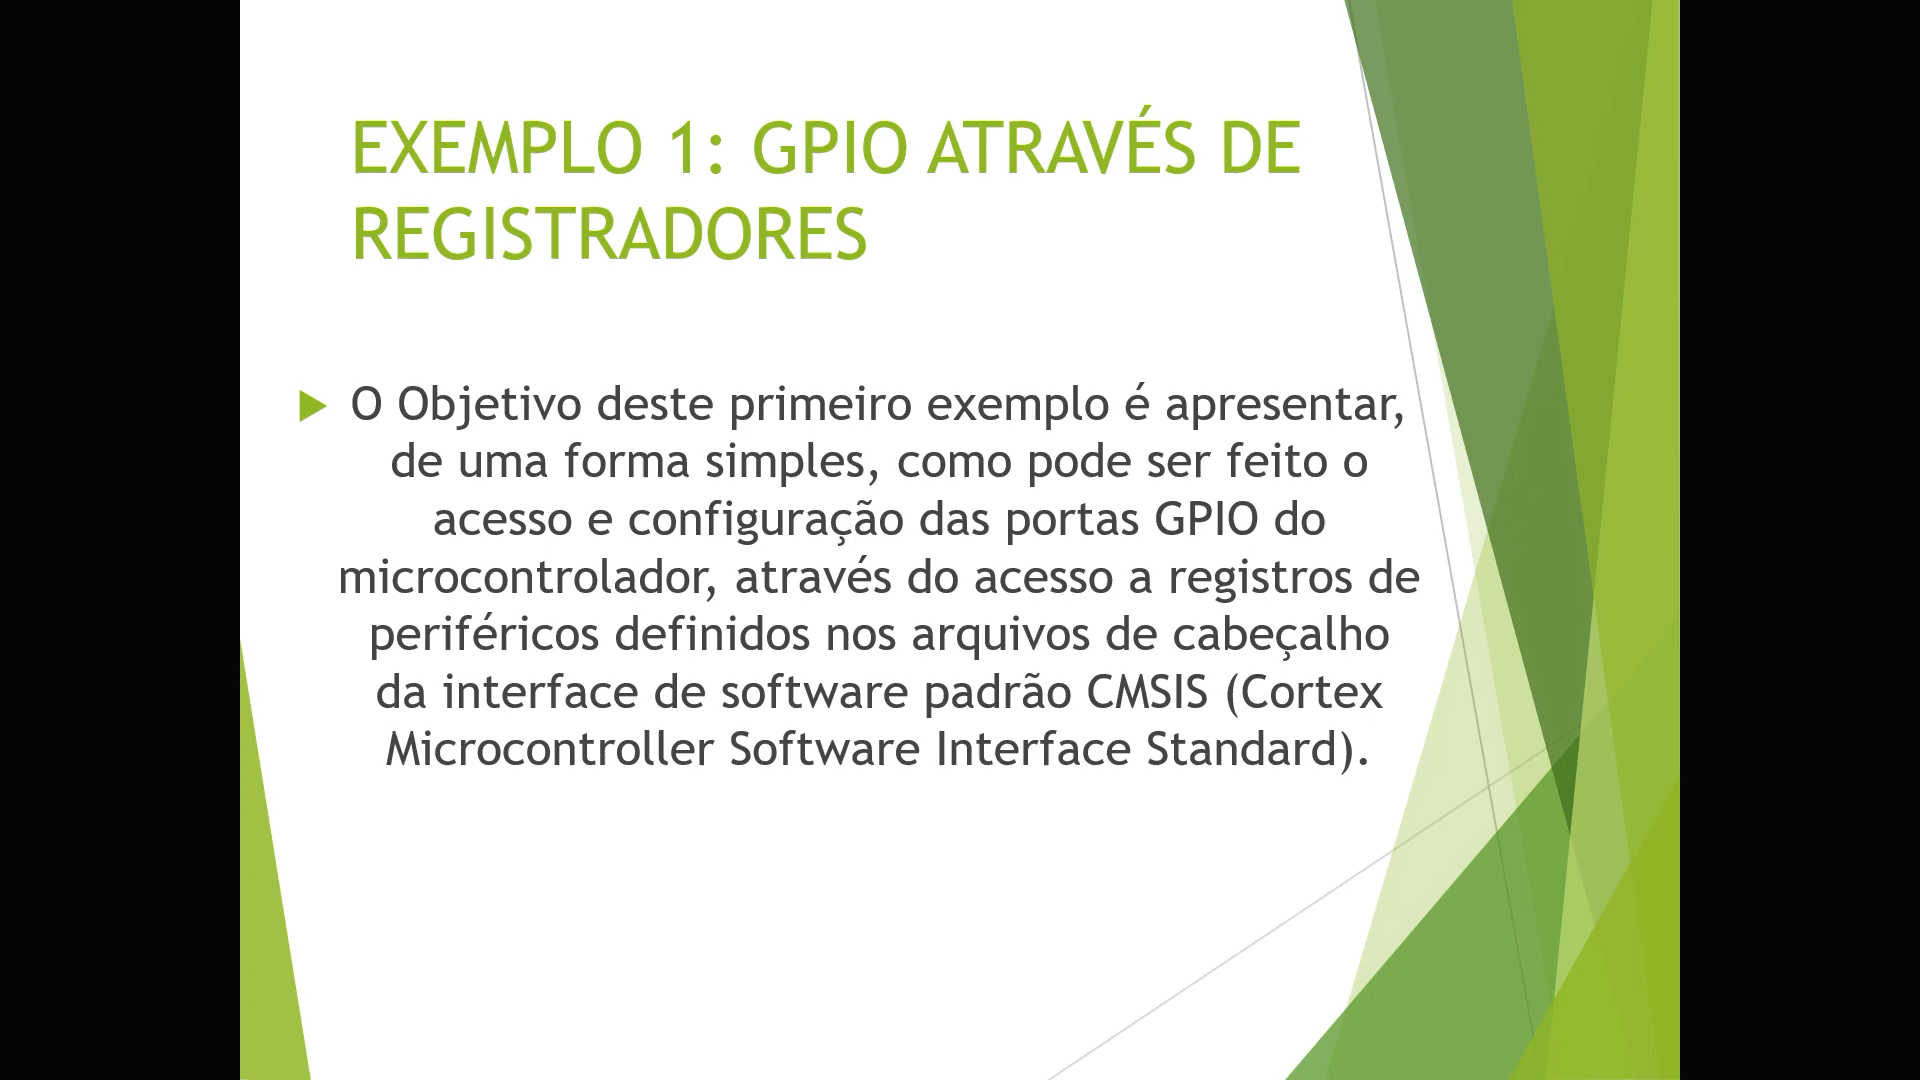 EXEMPLO 1: GPIO ATRAVÉS DE
REGISTRADORES
O Objetivo deste primeiro exemplo é apresentar,
de uma forma simples, como pode ser feito o
acesso e configuração das portas GPIO do
microcontrolador, através do acesso a registros de
periféricos definidos nos arquivos de cabeçalho
da interface de software padrão CMSIS (Cortex
Microcontroller Software Interface Standard).